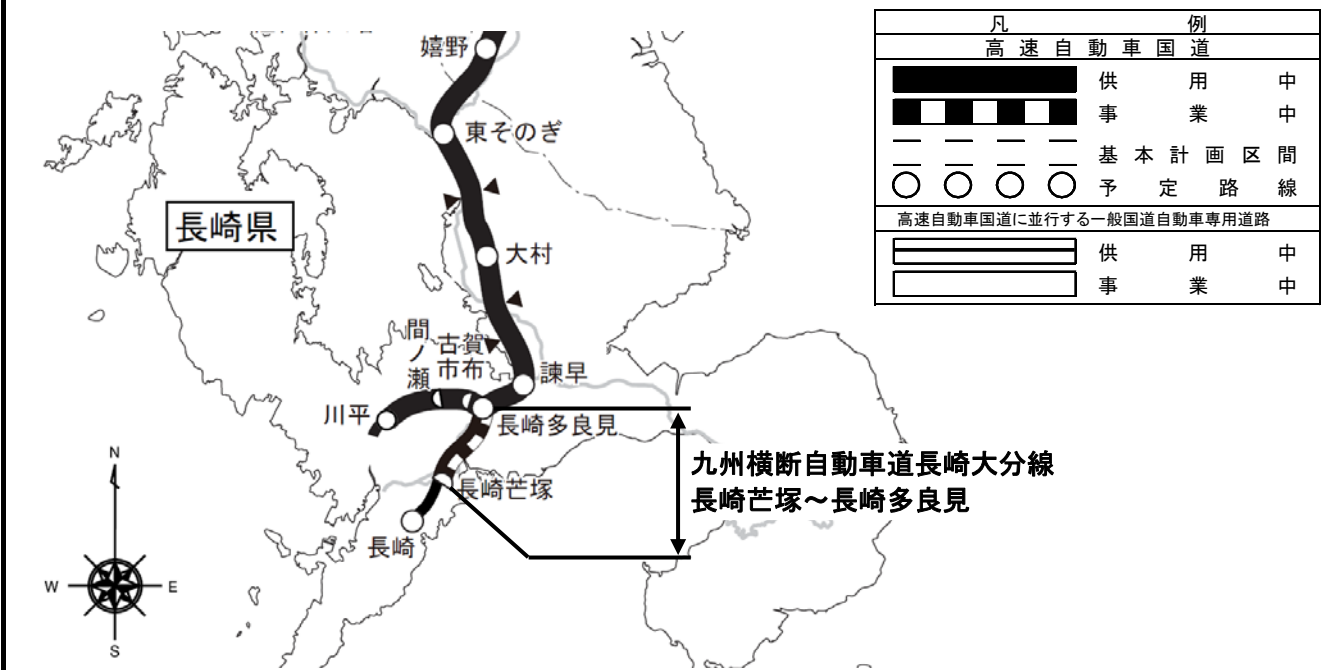 凡例
高速自動車国道
供用中
事業中
基本計画区間
予定路線
高速自動車国道に並行する一般国道自動車専用道路
供用中
事業中
嬉野
東そのぎ
長崎県
大村
間ノ瀬
古賀
市布
諫早
川平
長崎多良見
長崎芒塚
長崎
九州横断自動車道長崎大分線
長崎芒塚~長崎多良見
N
W
E
S